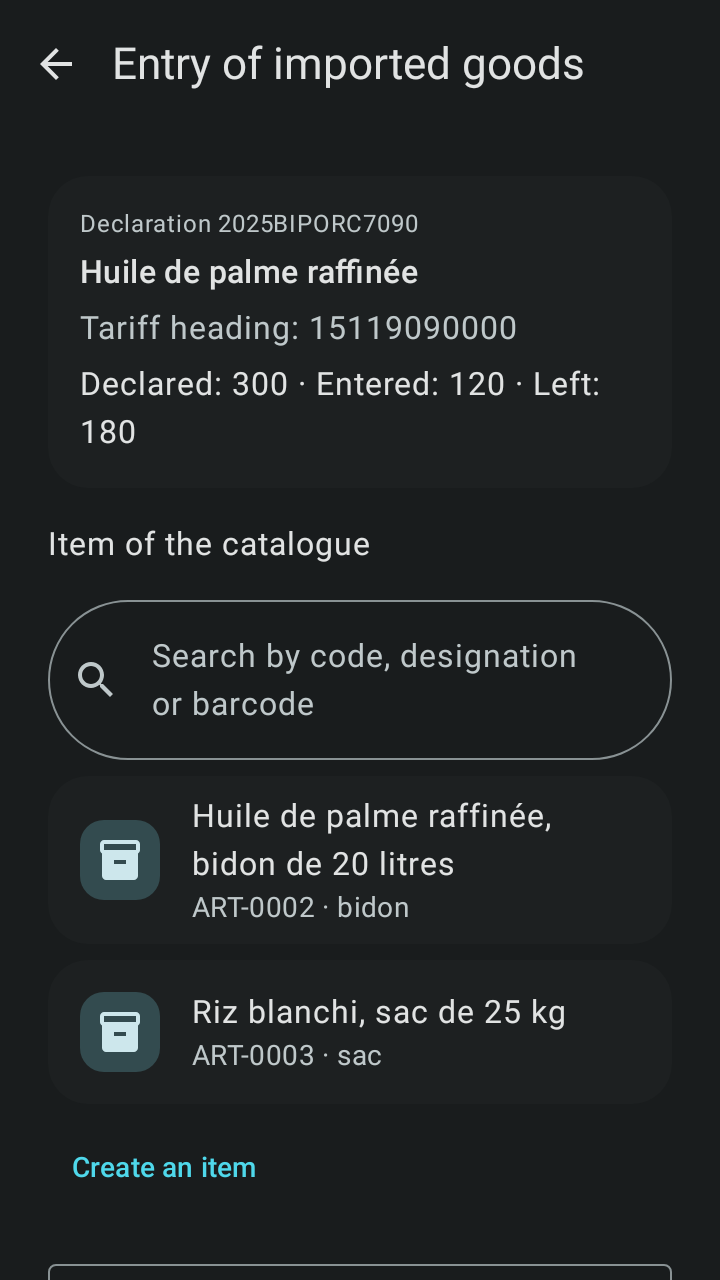 Entry of imported goods
Declaration 2025BIPORC7090
Huile de palme raffinée
Tariff heading: 15119090000
Declared: 300 · Entered: 120 · Left:
180
Item of the catalogue
Search by code, designation
or barcode
Huile de palme raffinée,
bidon de 20 litres
ART-0002 · bidon
Riz blanchi, sac de 25 kg
ART-0003 · sac
Create an item